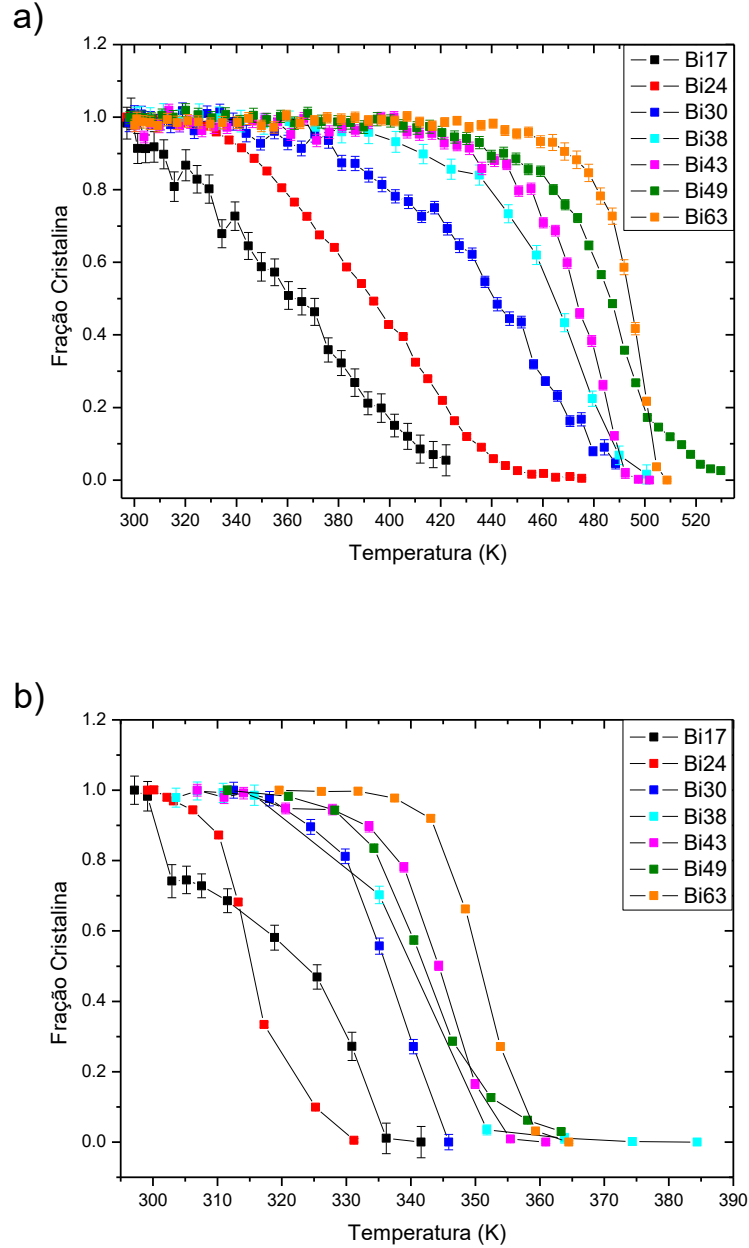 a)
1.2
1.0
0.8
0.6
0.4
0.2
0.0
Fração Cristalina
300 320 340 360 380 400 420 440 460 480 500 520
Temperatura (K)
Bi17
Bi24
Bi30
Bi38
Bi43
Bi49
Bi63
b)
1.2
1.0
0.8
0.6
0.4
0.2
0.0
Fração Cristalina
300 310 320 330 340 350 360 370 380 390
Temperatura (K)
Bi17
Bi24
Bi30
Bi38
Bi43
Bi49
Bi63